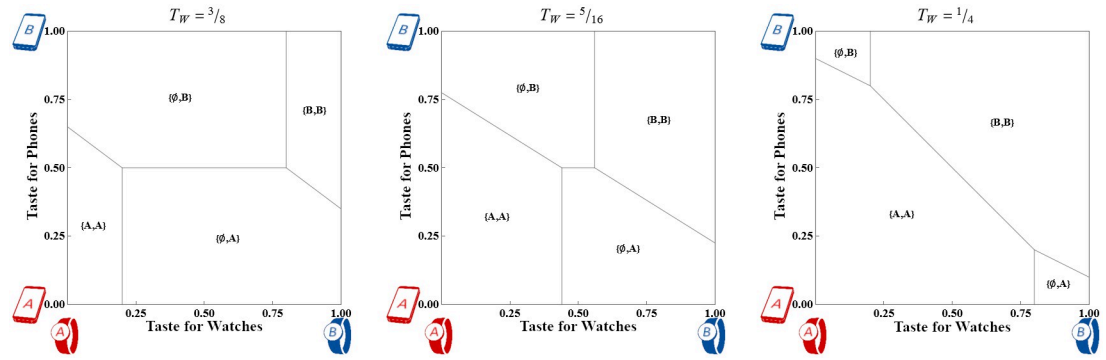 T_W = 3/8
B
1.00
0.75
0.50
0.25
0.00
Taste for Phones
{∅,B}
{B,B}
{A,A}
{∅,A}
A
A
0.25
0.50
0.75
1.00
Taste for Watches
B
T_W = 5/16
B
1.00
0.75
0.50
0.25
0.00
Taste for Phones
{∅,B}
{B,B}
{A,A}
{∅,A}
A
A
0.25
0.50
0.75
1.00
Taste for Watches
B
T_W = 1/4
B
1.00
0.75
0.50
0.25
0.00
Taste for Phones
{∅,B}
{B,B}
{A,A}
{∅,A}
A
A
0.25
0.50
0.75
1.00
Taste for Watches
B